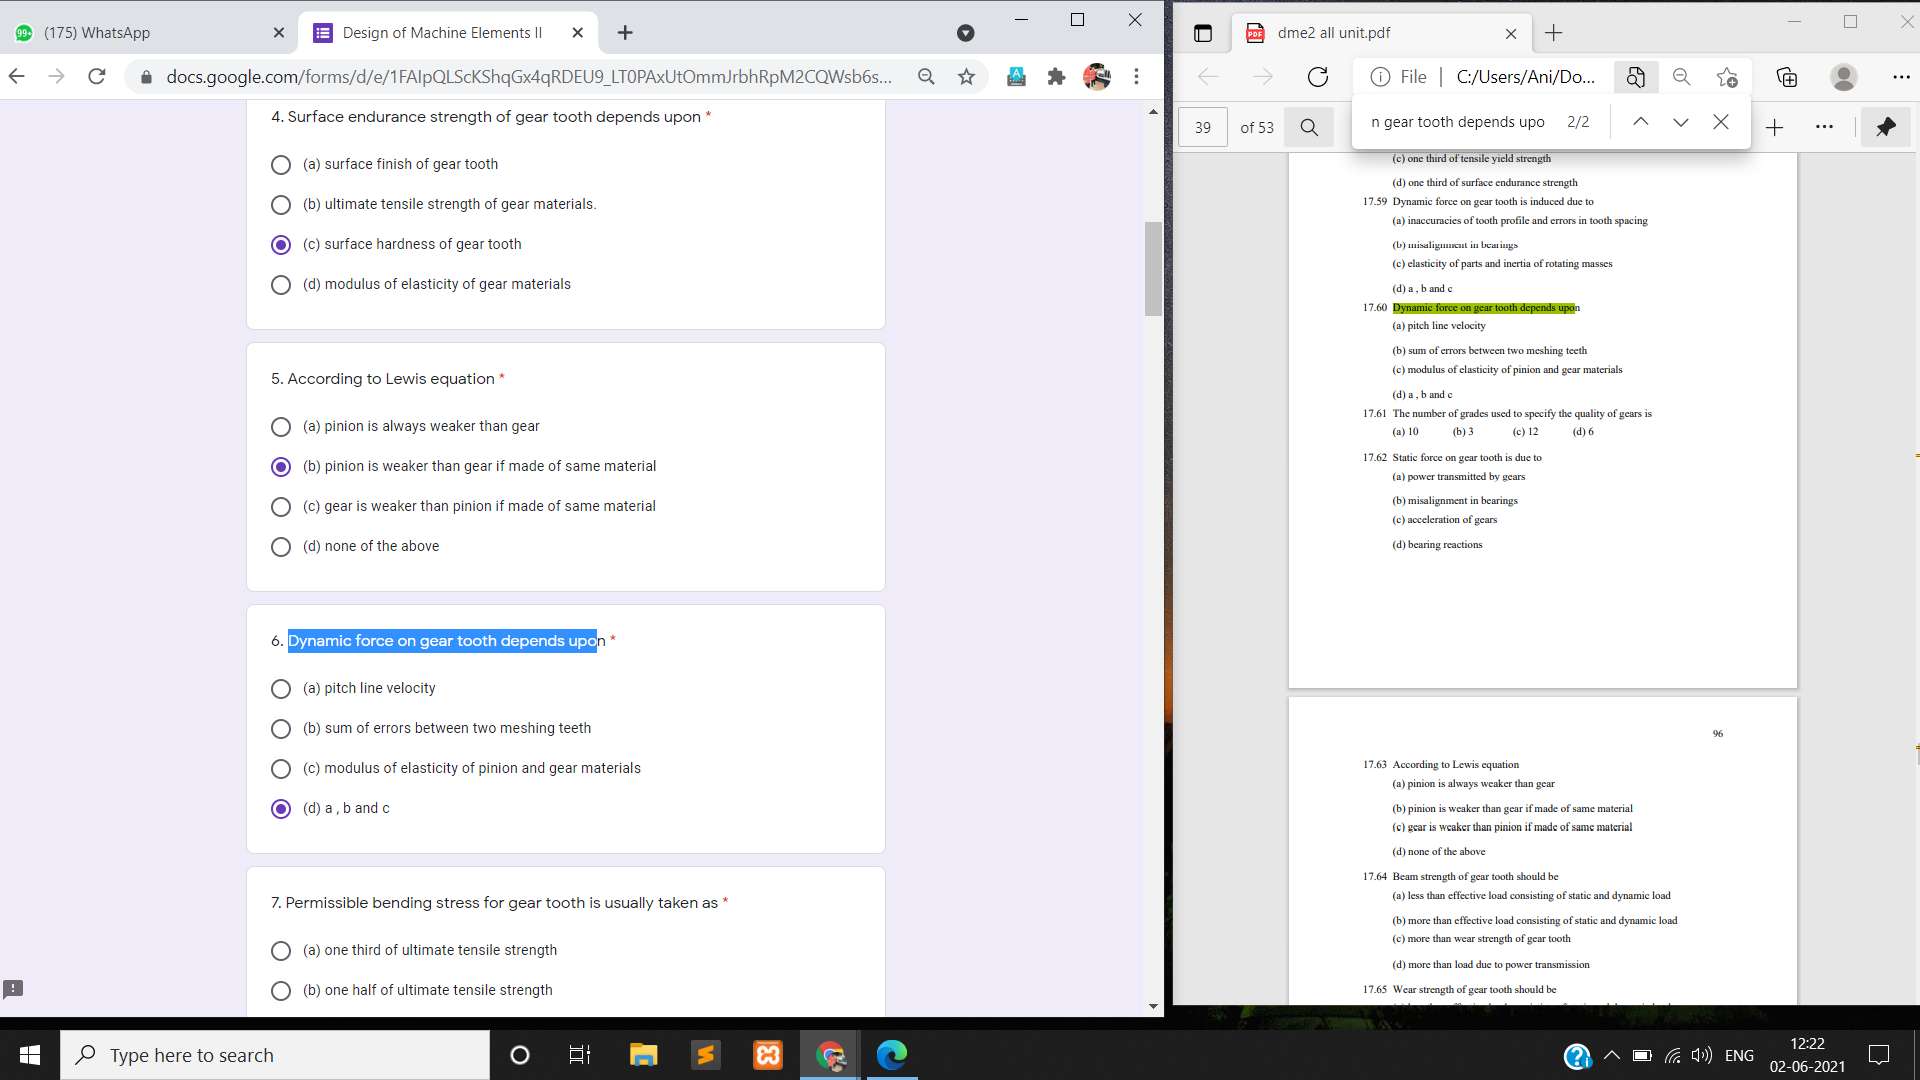 99+
(175) WhatsApp
Design of Machine Elements II
docs.google.com/forms/d/e/1FAIpQLScKShqGx4qRDEU9_LT0PAxUtOmmJrbhRpM2CQWsb6s...
4. Surface endurance strength of gear tooth depends upon *
(a) surface finish of gear tooth
(b) ultimate tensile strength of gear materials.
(c) surface hardness of gear tooth
(d) modulus of elasticity of gear materials
5. According to Lewis equation *
(a) pinion is always weaker than gear
(b) pinion is weaker than gear if made of same material
(c) gear is weaker than pinion if made of same material
(d) none of the above
6. Dynamic force on gear tooth depends upon *
(a) pitch line velocity
(b) sum of errors between two meshing teeth
(c) modulus of elasticity of pinion and gear materials
(d) a , b and c
7. Permissible bending stress for gear tooth is usually taken as *
(a) one third of ultimate tensile strength
(b) one half of ultimate tensile strength
PDF
dme2 all unit.pdf
File
C:/Users/Ani/Do...
39 of 53
n gear tooth depends upo 2/2
(c) one third of tensile yield strength
(d) one third of surface endurance strength
17.59 Dynamic force on gear tooth is induced due to
(a) inaccuracies of tooth profile and errors in tooth spacing
(b) misalignment in bearings
(c) elasticity of parts and inertia of rotating masses
(d) a , b and c
17.60 Dynamic force on gear tooth depends upon
(a) pitch line velocity
(b) sum of errors between two meshing teeth
(c) modulus of elasticity of pinion and gear materials
(d) a , b and c
17.61 The number of grades used to specify the quality of gears is
(a) 10 (b) 3 (c) 12 (d) 6
17.62 Static force on gear tooth is due to
(a) power transmitted by gears
(b) misalignment in bearings
(c) acceleration of gears
(d) bearing reactions
96
17.63 According to Lewis equation
(a) pinion is always weaker than gear
(b) pinion is weaker than gear if made of same material
(c) gear is weaker than pinion if made of same material
(d) none of the above
17.64 Beam strength of gear tooth should be
(a) less than effective load consisting of static and dynamic load
(b) more than effective load consisting of static and dynamic load
(c) more than wear strength of gear tooth
(d) more than load due to power transmission
17.65 Wear strength of gear tooth should be
Type here to search
ENG
12:22
02-06-2021